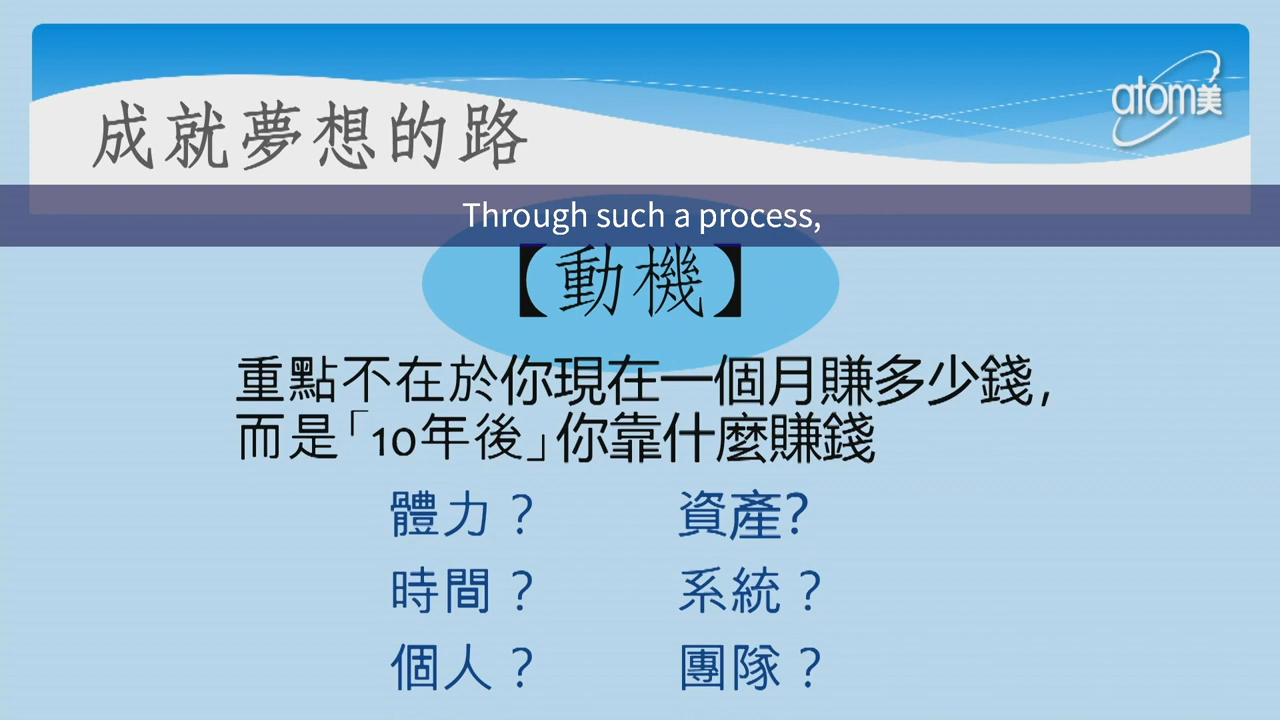 成就夢想的路
atom美
Through such a process,
【動機】
重點不在於你現在一個月賺多少錢,
而是「10年後」你靠什麼賺錢
體力？ 資產?
時間？ 系統？
個人？ 團隊？